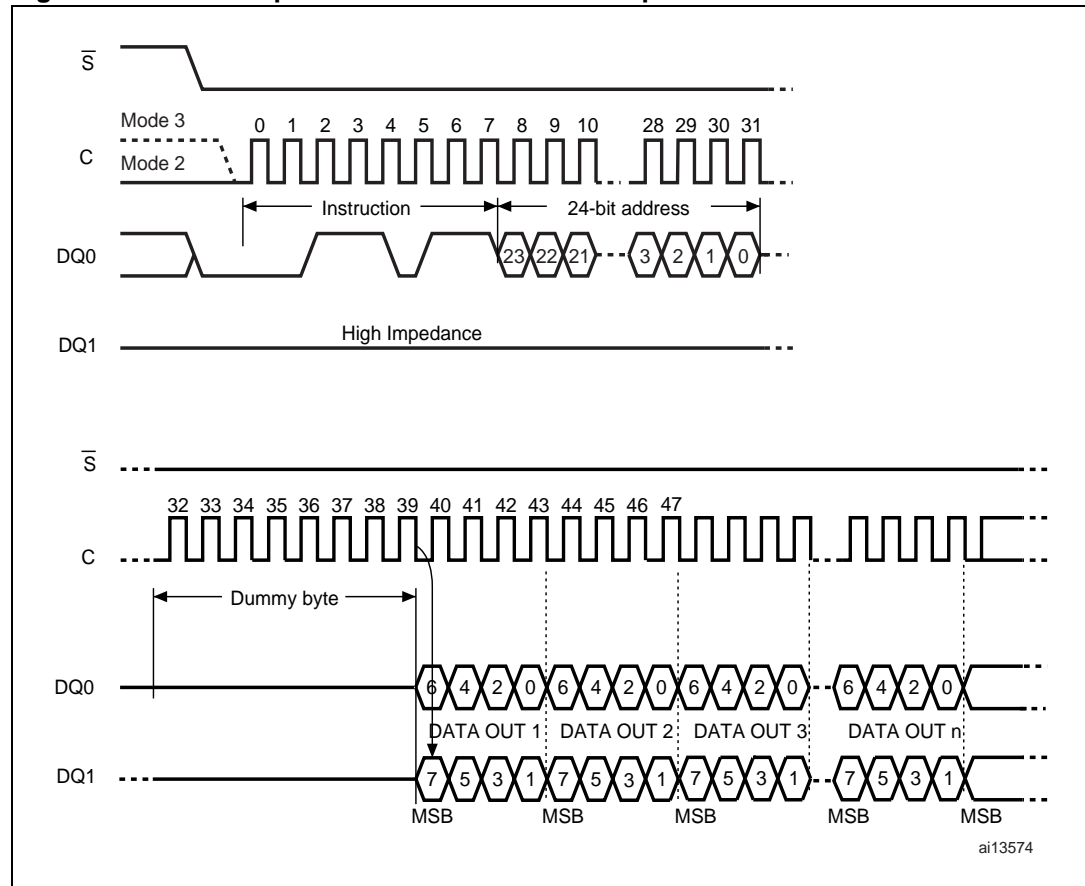 S
Mode 3
C
Mode 2
0 1 2 3 4 5 6 7 8 9 10 28 29 30 31
Instruction 24-bit address
DQ0
23 22 21 3 2 1 0
High Impedance
DQ1
S
32 33 34 35 36 37 38 39 40 41 42 43 44 45 46 47
C
Dummy byte
DQ0
6 4 2 0 6 4 2 0 6 4 2 0 6 4 2 0
DATA OUT 1 DATA OUT 2 DATA OUT 3 DATA OUT n
DQ1
7 5 3 1 7 5 3 1 7 5 3 1 7 5 3 1
MSB MSB MSB MSB MSB
ai13574